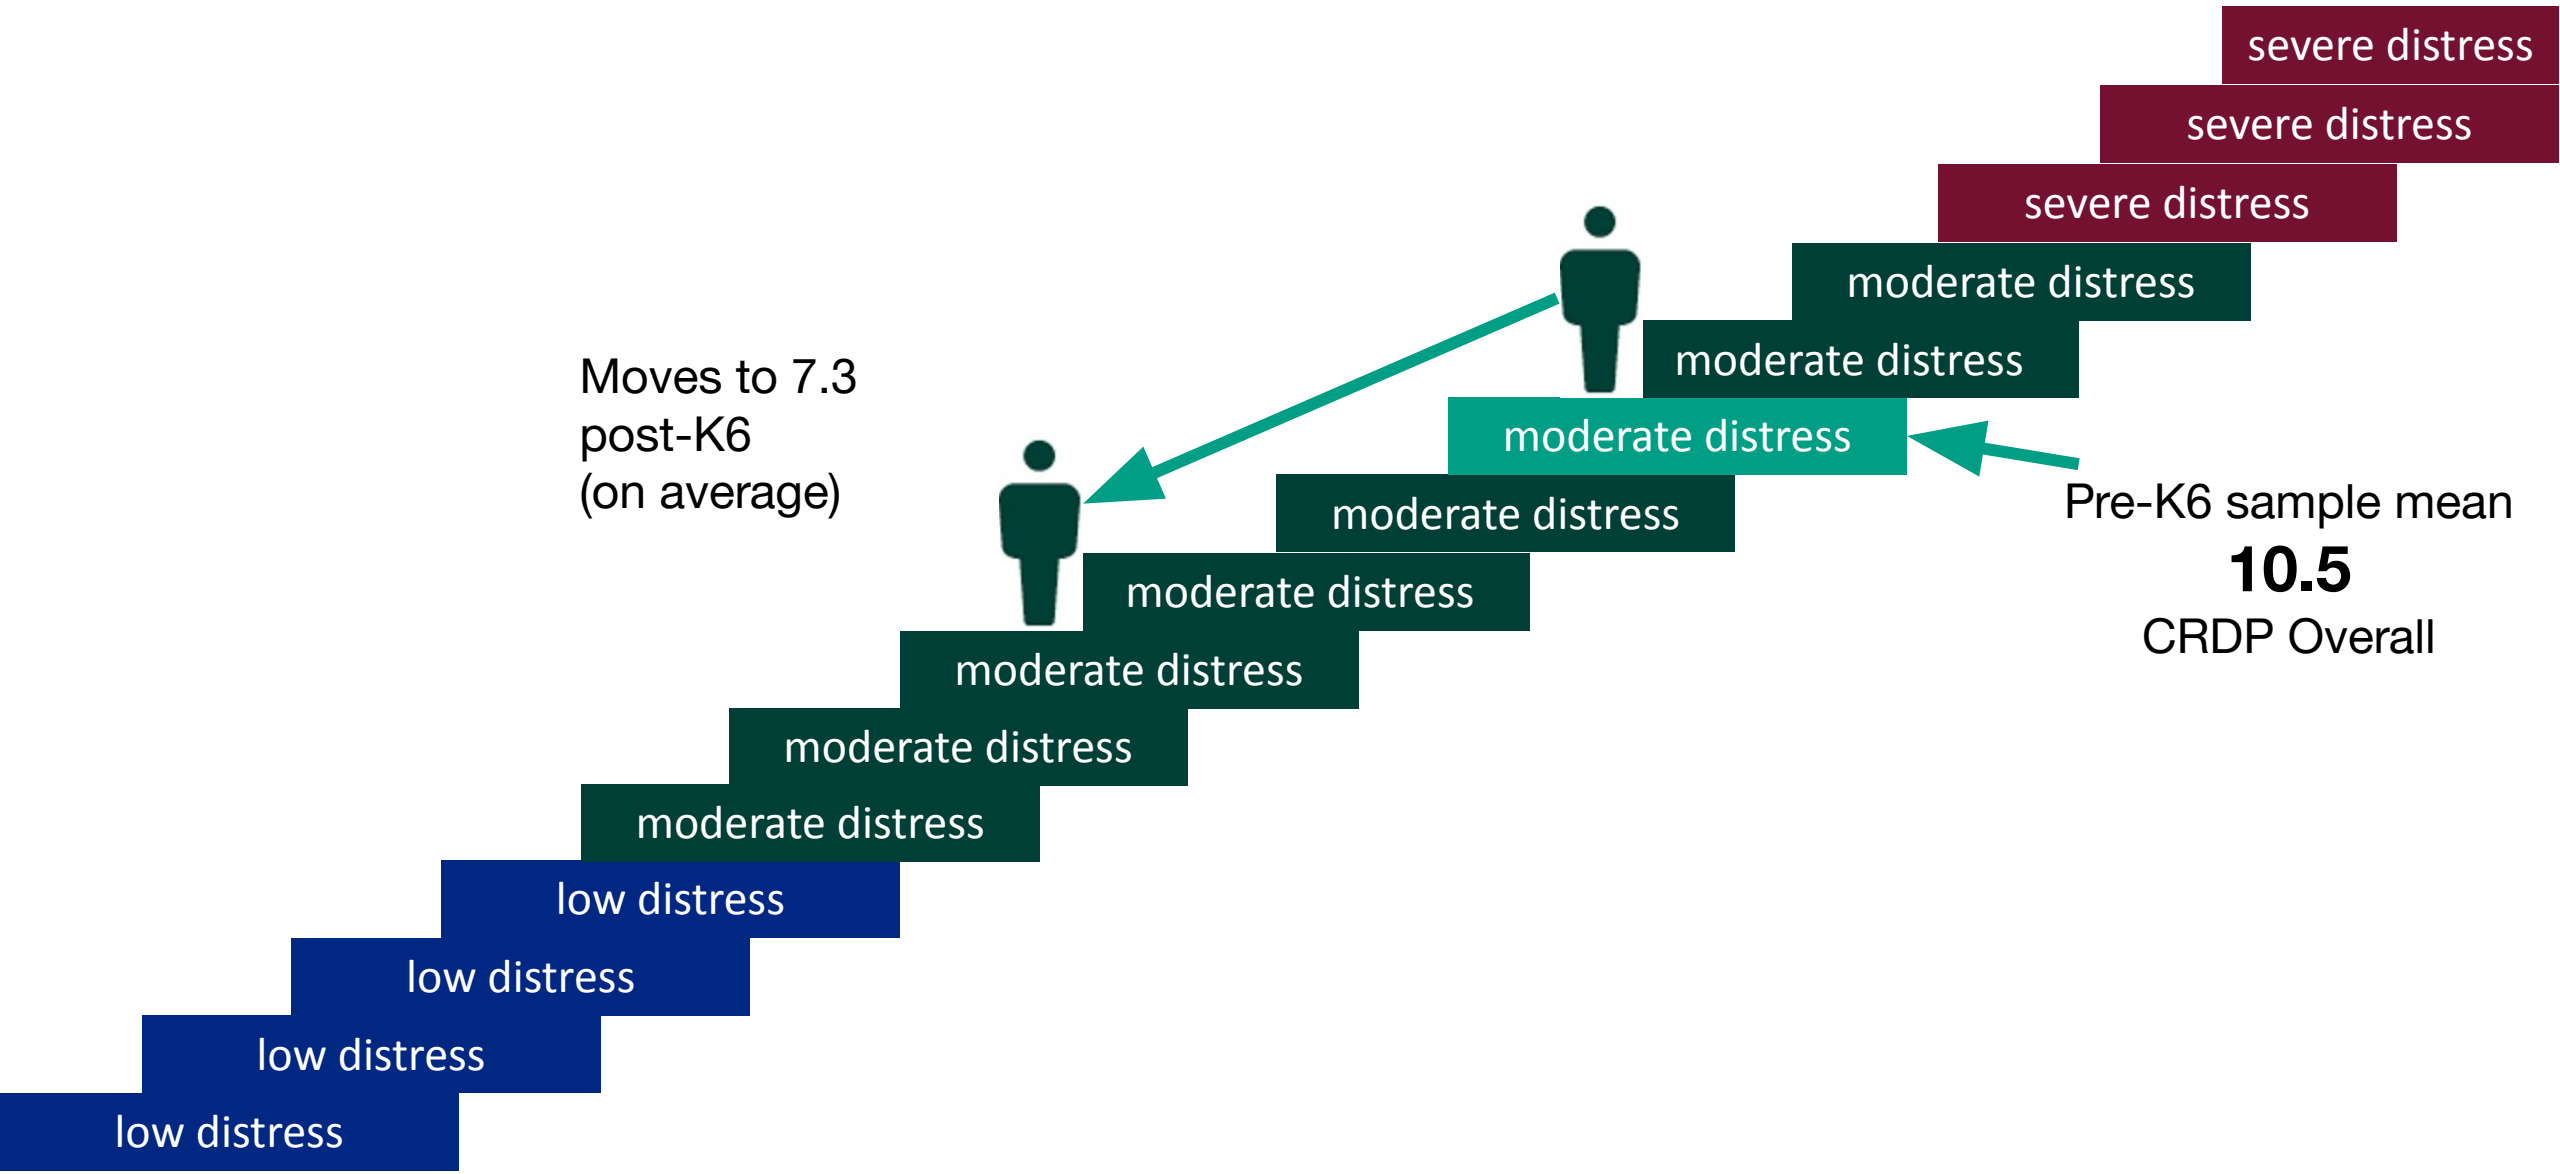 severe distress
severe distress
severe distress
moderate distress
moderate distress
moderate distress
moderate distress
moderate distress
moderate distress
moderate distress
moderate distress
low distress
low distress
low distress
low distress
Moves to 7.3
post-K6
(on average)
Pre-K6 sample mean
10.5
CRDP Overall